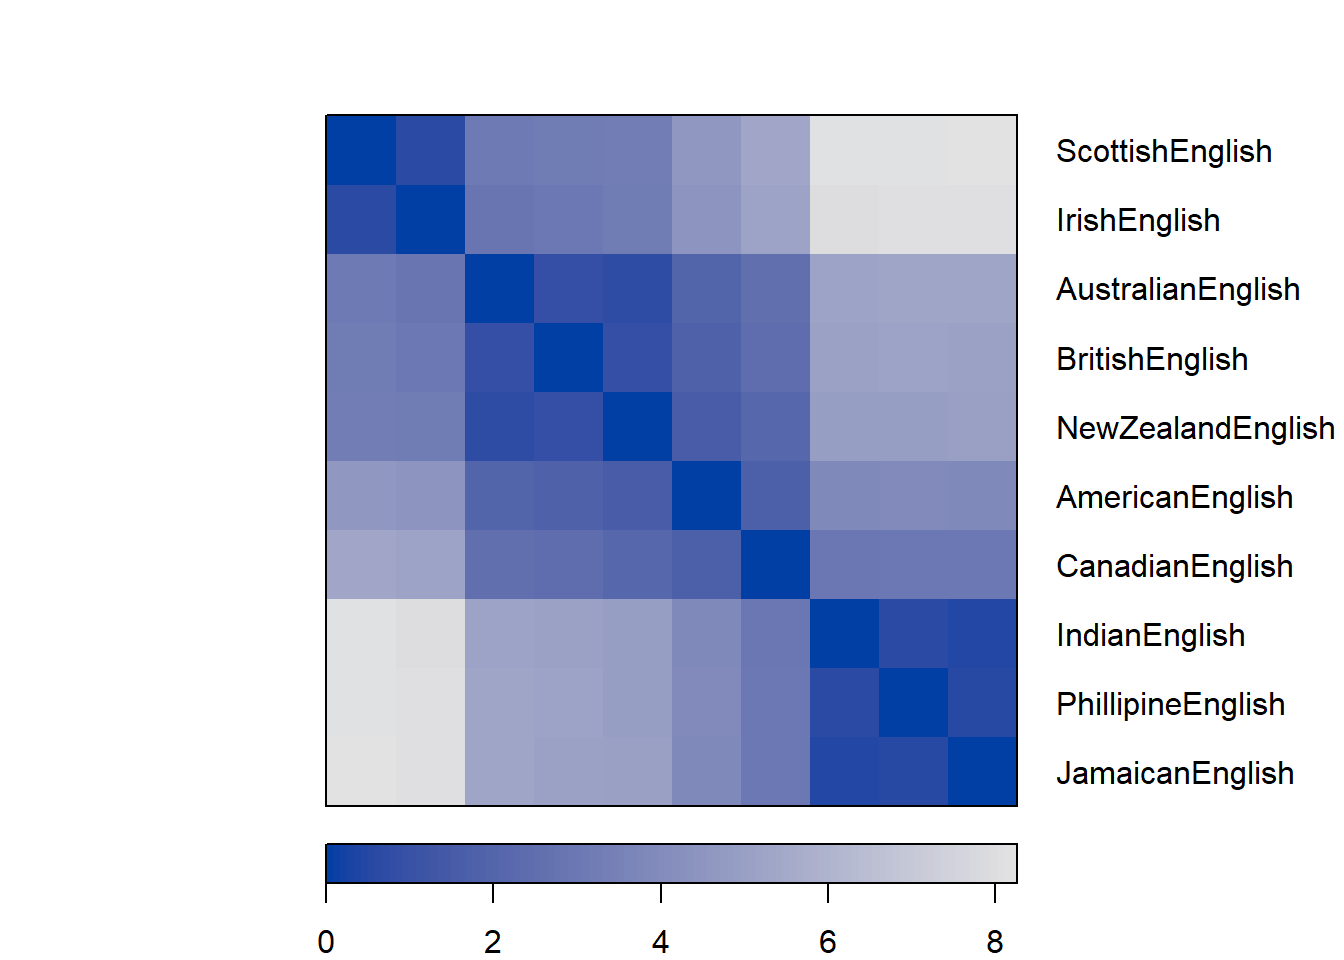 ScottishEnglish
IrishEnglish
AustralianEnglish
BritishEnglish
NewZealandEnglish
AmericanEnglish
CanadianEnglish
IndianEnglish
PhillipineEnglish
JamaicanEnglish
0 2 4 6 8